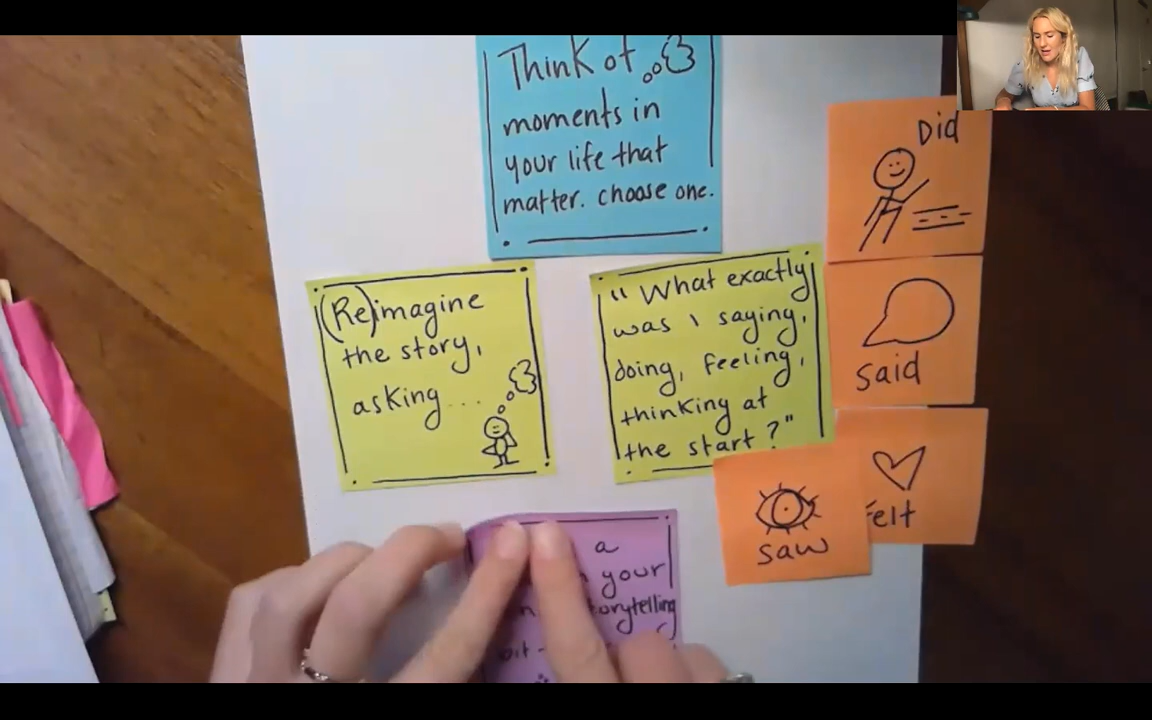 Think of
moments in
your life that
matter. choose one.
(Re)imagine
the story,
asking...
"What exactly
was I saying,
doing, feeling,
thinking at
the start?"
Did
said
Felt
saw
a
your
storytelling